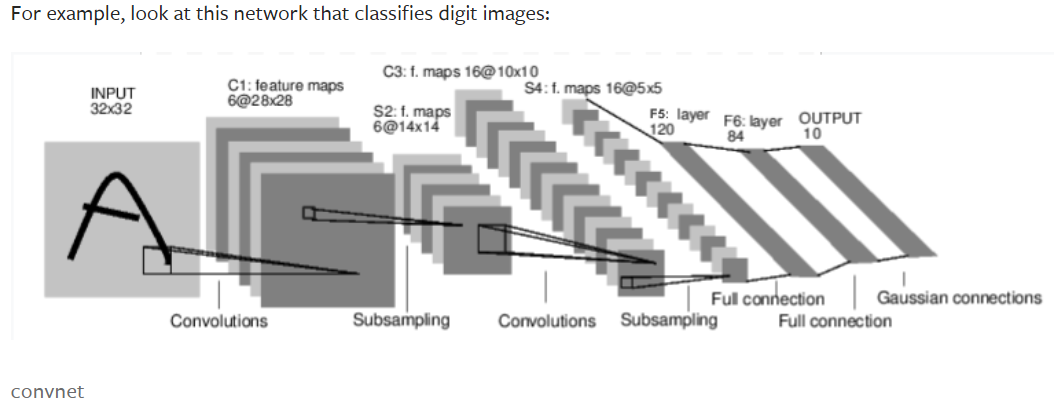 For example, look at this network that classifies digit images:
INPUT
32x32
C1: feature maps
6@28x28
S2: f. maps
6@14x14
C3: f. maps 16@10x10
S4: f. maps 16@5x5
F5: layer
120
F6: layer
84
OUTPUT
10
Convolutions
Subsampling
Convolutions
Subsampling
Full connection
Full connection
Gaussian connections
convnet